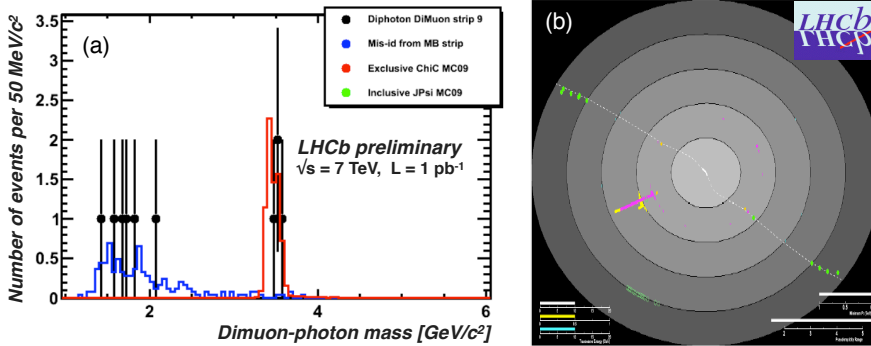 (a)
Diphoton DiMuon strip 9
Mis-id from MB strip
Exclusive ChiC MC09
Inclusive JPsi MC09
LHCb preliminary
√s = 7 TeV, L = 1 pb-1
Number of events per 50 MeV/c²
3.5
3
2.5
2
1.5
1
0.5
0
2
4
6
Dimuon-photon mass [GeV/c²]
(b)
LHCb
LHCb